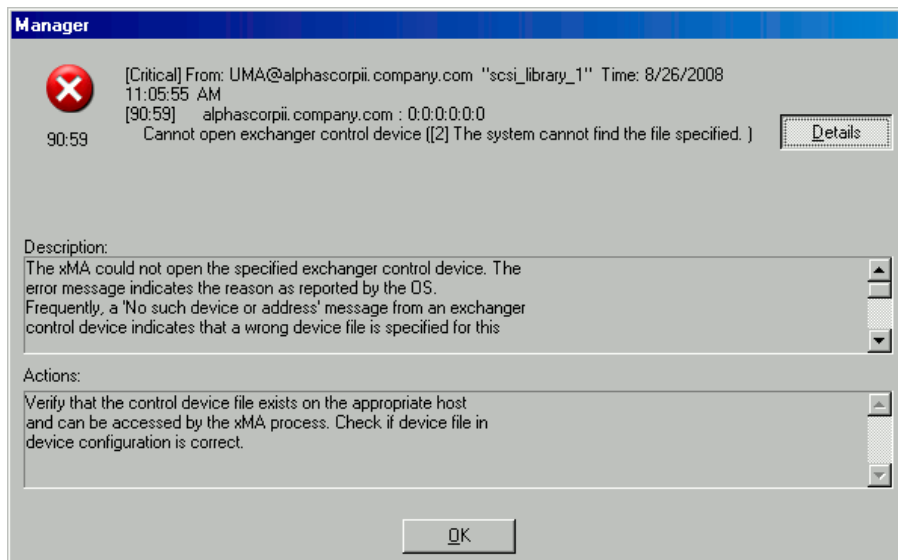 Manager
[Critical] From: UMA@alphascorpii.company.com "scsi_library_1" Time: 8/26/2008
11:05:55 AM
[90:59] alphascorpii.company.com : 0:0:0:0:0:0
Cannot open exchanger control device ([2] The system cannot find the file specified. )
90:59
Details
Description:
The xMA could not open the specified exchanger control device. The
error message indicates the reason as reported by the OS.
Frequently, a 'No such device or address' message from an exchanger
control device indicates that a wrong device file is specified for this
Actions:
Verify that the control device file exists on the appropriate host
and can be accessed by the xMA process. Check if device file in
device configuration is correct.
OK